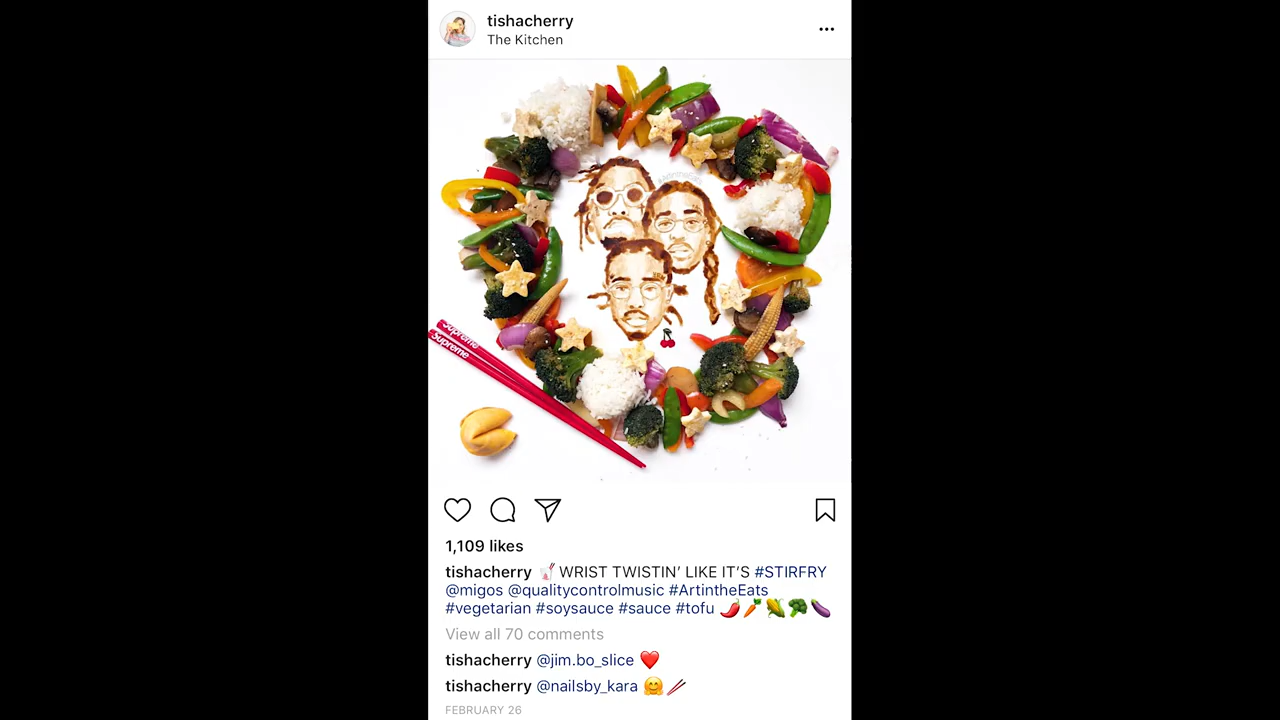 tishacherry
The Kitchen
#ArtintheEats
Supreme
Supreme
1,109 likes
tishacherry 🥡 WRIST TWISTIN' LIKE IT'S #STIRFRY
@migos @qualitycontrolmusic #ArtintheEats
#vegetarian #soysauce #sauce #tofu 🌶️🥕🌽🥦🍆
View all 70 comments
tishacherry @jim.bo_slice ❤️
tishacherry @nailsby_kara 🤗🥢
FEBRUARY 26